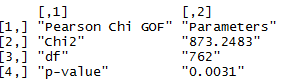 [,1] [,2]
[1,] "Pearson Chi GOF" "Parameters"
[2,] "Chi2" "873.2483"
[3,] "df" "762"
[4,] "p-value" "0.0031"